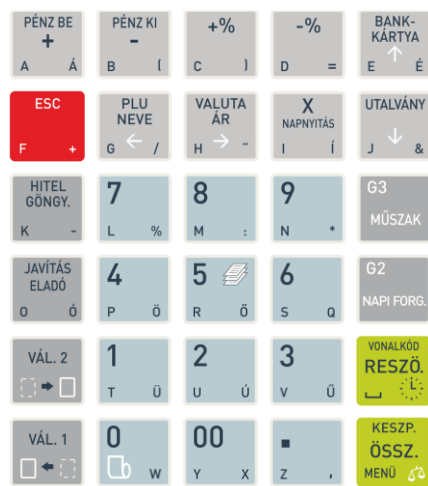 PÉNZ BE
+
A Á
PÉNZ KI
-
B (
+%
C )
-%
D =
BANK-
KÁRTYA
E É
ESC
F +
PLU
NEVE
G /
VALUTA
ÁR
H "
X
NAPNYITÁS
I Í
UTALVÁNY
J &
HITEL
GÖNGY.
K -
7
L %
8
M :
9
N *
G3
MŰSZAK
JAVÍTÁS
ELADÓ
O Ó
4
P Ö
5
R Ő
6
S Q
G2
NAPI FORG.
VÁL. 2
1
T Ü
2
U Ú
3
V Ű
VONALKÓD
RESZÖ.
VÁL. 1
0
W
00
Y X
.
Z ,
KESZP.
ÖSSZ.
MENÜ